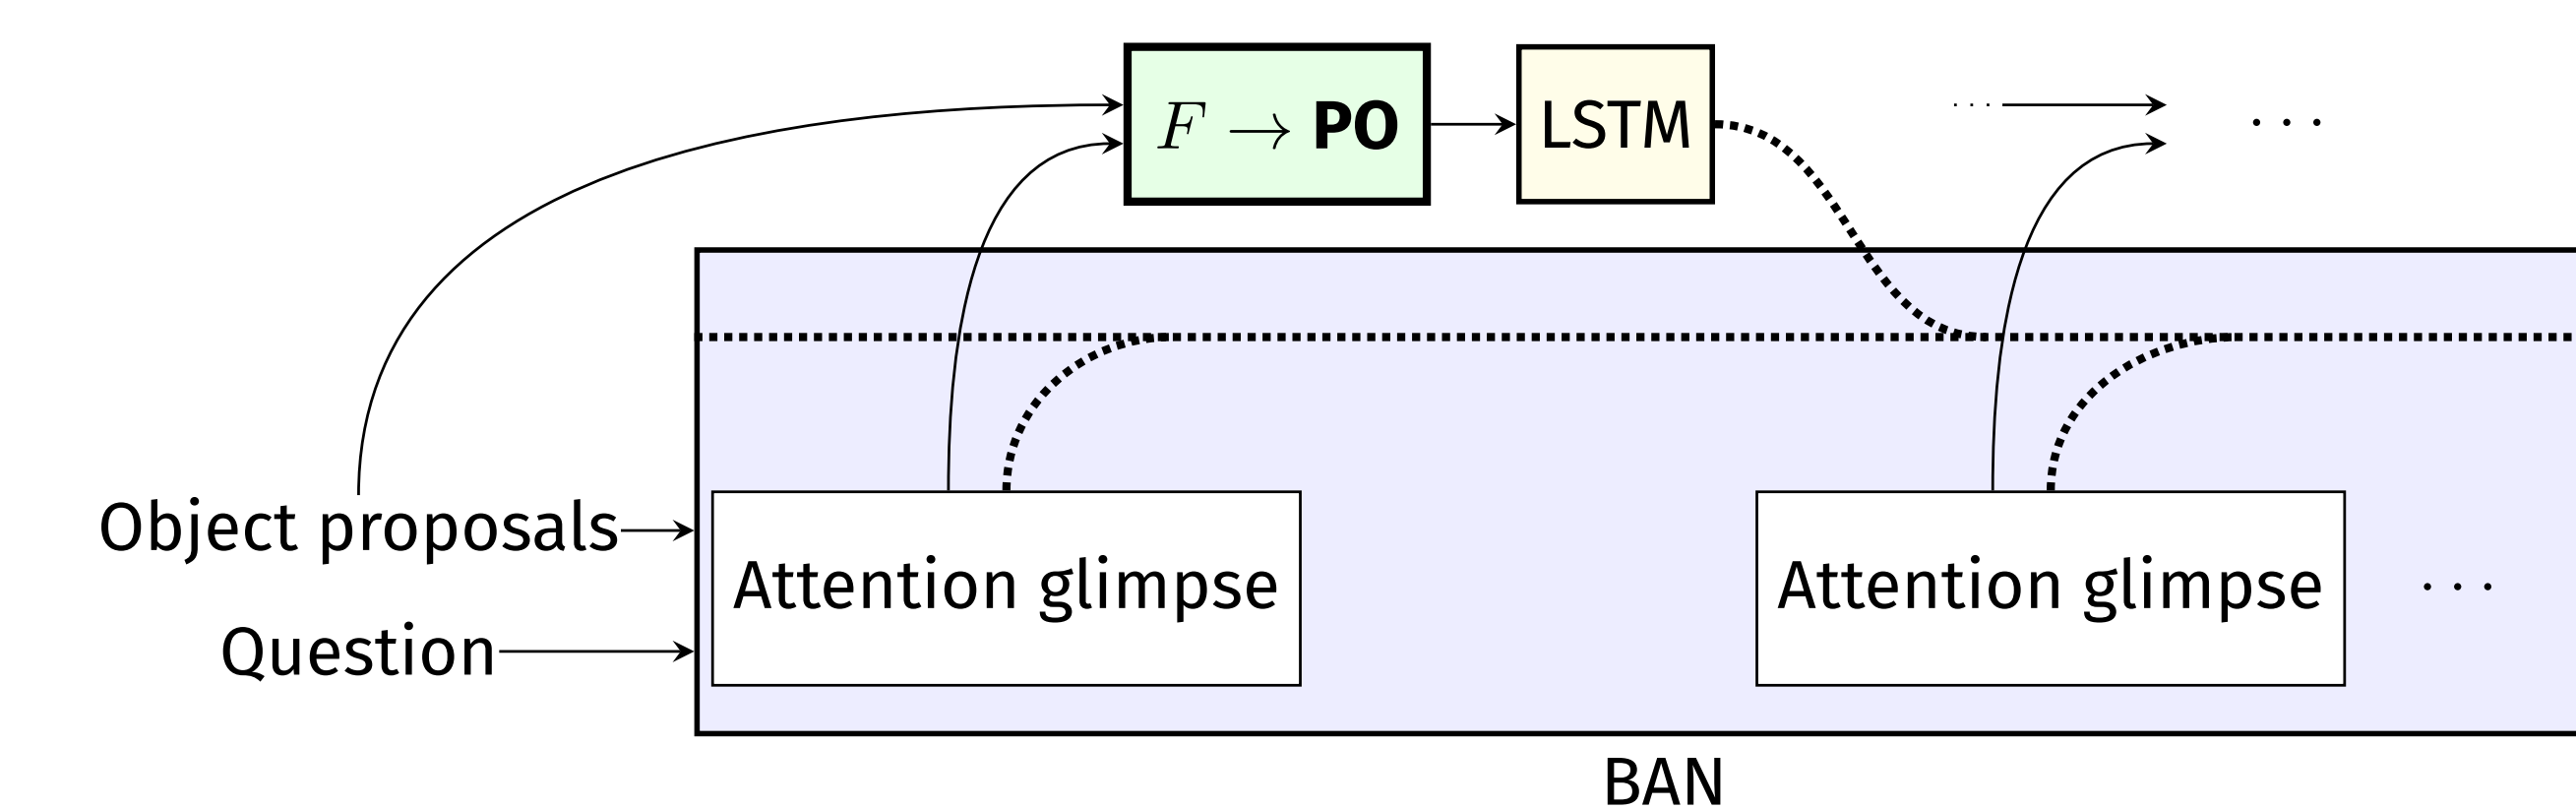 F → PO
LSTM
···
···
Object proposals
Question
Attention glimpse
Attention glimpse
···
BAN